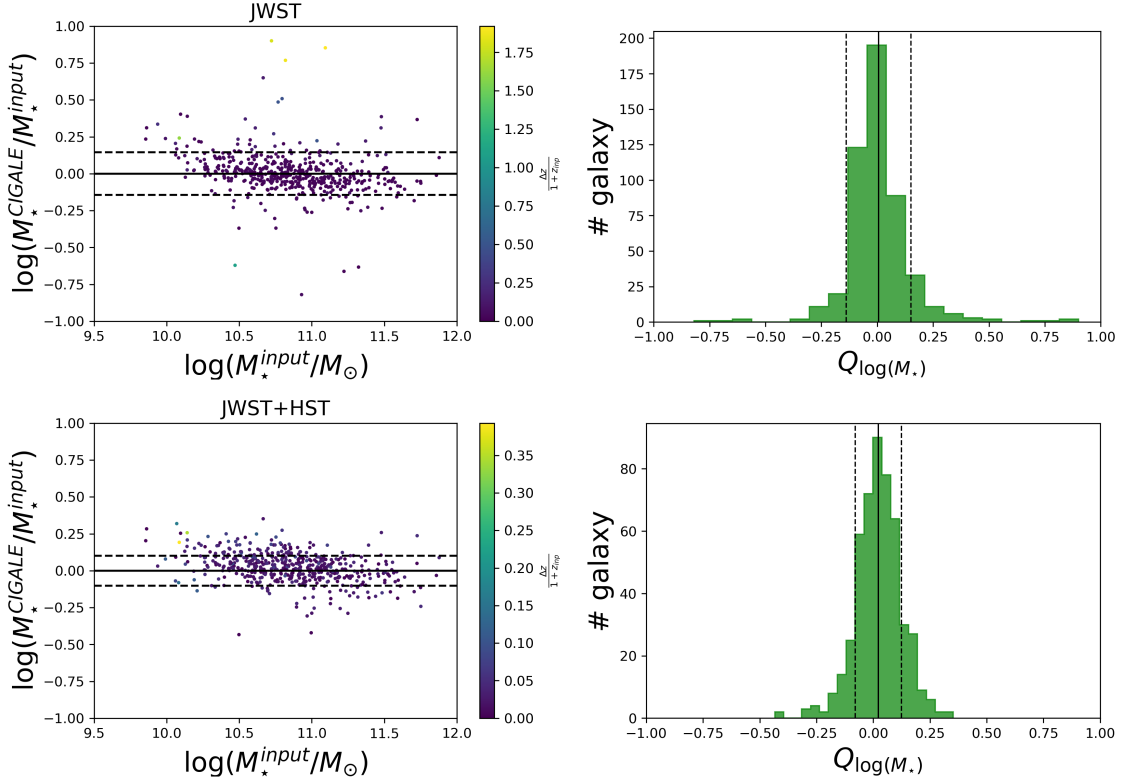 JWST
log(M⋆^CIGALE/M⋆^input)
1.00
0.75
0.50
0.25
0.00
−0.25
−0.50
−0.75
−1.00
9.5 10.0 10.5 11.0 11.5 12.0
log(M⋆^input/M⊙)
1.75
1.50
1.25
1.00
0.75
0.50
0.25
0.00
Δz
1 + z_inp
# galaxy
200
175
150
125
100
75
50
25
0
−1.00 −0.75 −0.50 −0.25 0.00 0.25 0.50 0.75 1.00
Q_log(M⋆)
JWST+HST
log(M⋆^CIGALE/M⋆^input)
1.00
0.75
0.50
0.25
0.00
−0.25
−0.50
−0.75
−1.00
9.5 10.0 10.5 11.0 11.5 12.0
log(M⋆^input/M⊙)
0.35
0.30
0.25
0.20
0.15
0.10
0.05
0.00
Δz
1 + z_inp
# galaxy
80
60
40
20
0
−1.00 −0.75 −0.50 −0.25 0.00 0.25 0.50 0.75 1.00
Q_log(M⋆)